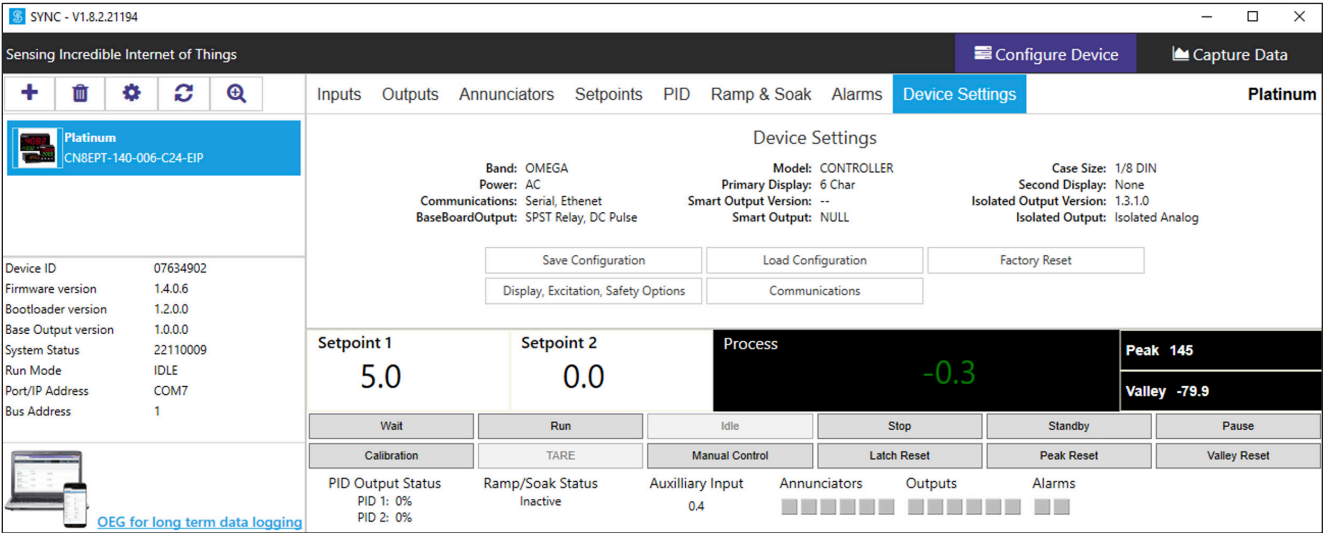 SYNC - V1.8.2.21194
Sensing Incredible Internet of Things
Configure Device
Capture Data
Inputs Outputs Annunciators Setpoints PID Ramp & Soak Alarms Device Settings Platinum
Platinum
CN8EPT-140-006-C24-EIP
Device ID 07634902
Firmware version 1.4.0.6
Bootloader version 1.2.0.0
Base Output version 1.0.0.0
System Status 22110009
Run Mode IDLE
Port/IP Address COM7
Bus Address 1
OEG for long term data logging
Device Settings
Band: OMEGA Model: CONTROLLER Case Size: 1/8 DIN
Power: AC Primary Display: 6 Char Second Display: None
Communications: Serial, Ethenet Smart Output Version: -- Isolated Output Version: 1.3.1.0
BaseBoardOutput: SPST Relay, DC Pulse Smart Output: NULL Isolated Output: Isolated Analog
Save Configuration Load Configuration Factory Reset
Display, Excitation, Safety Options Communications
Setpoint 1 Setpoint 2 Process
5.0 0.0 -0.3
Peak 145
Valley -79.9
Wait Run Idle Stop Standby Pause
Calibration TARE Manual Control Latch Reset Peak Reset Valley Reset
PID Output Status Ramp/Soak Status Auxilliary Input Annunciators Outputs Alarms
PID 1: 0% Inactive 0.4
PID 2: 0%